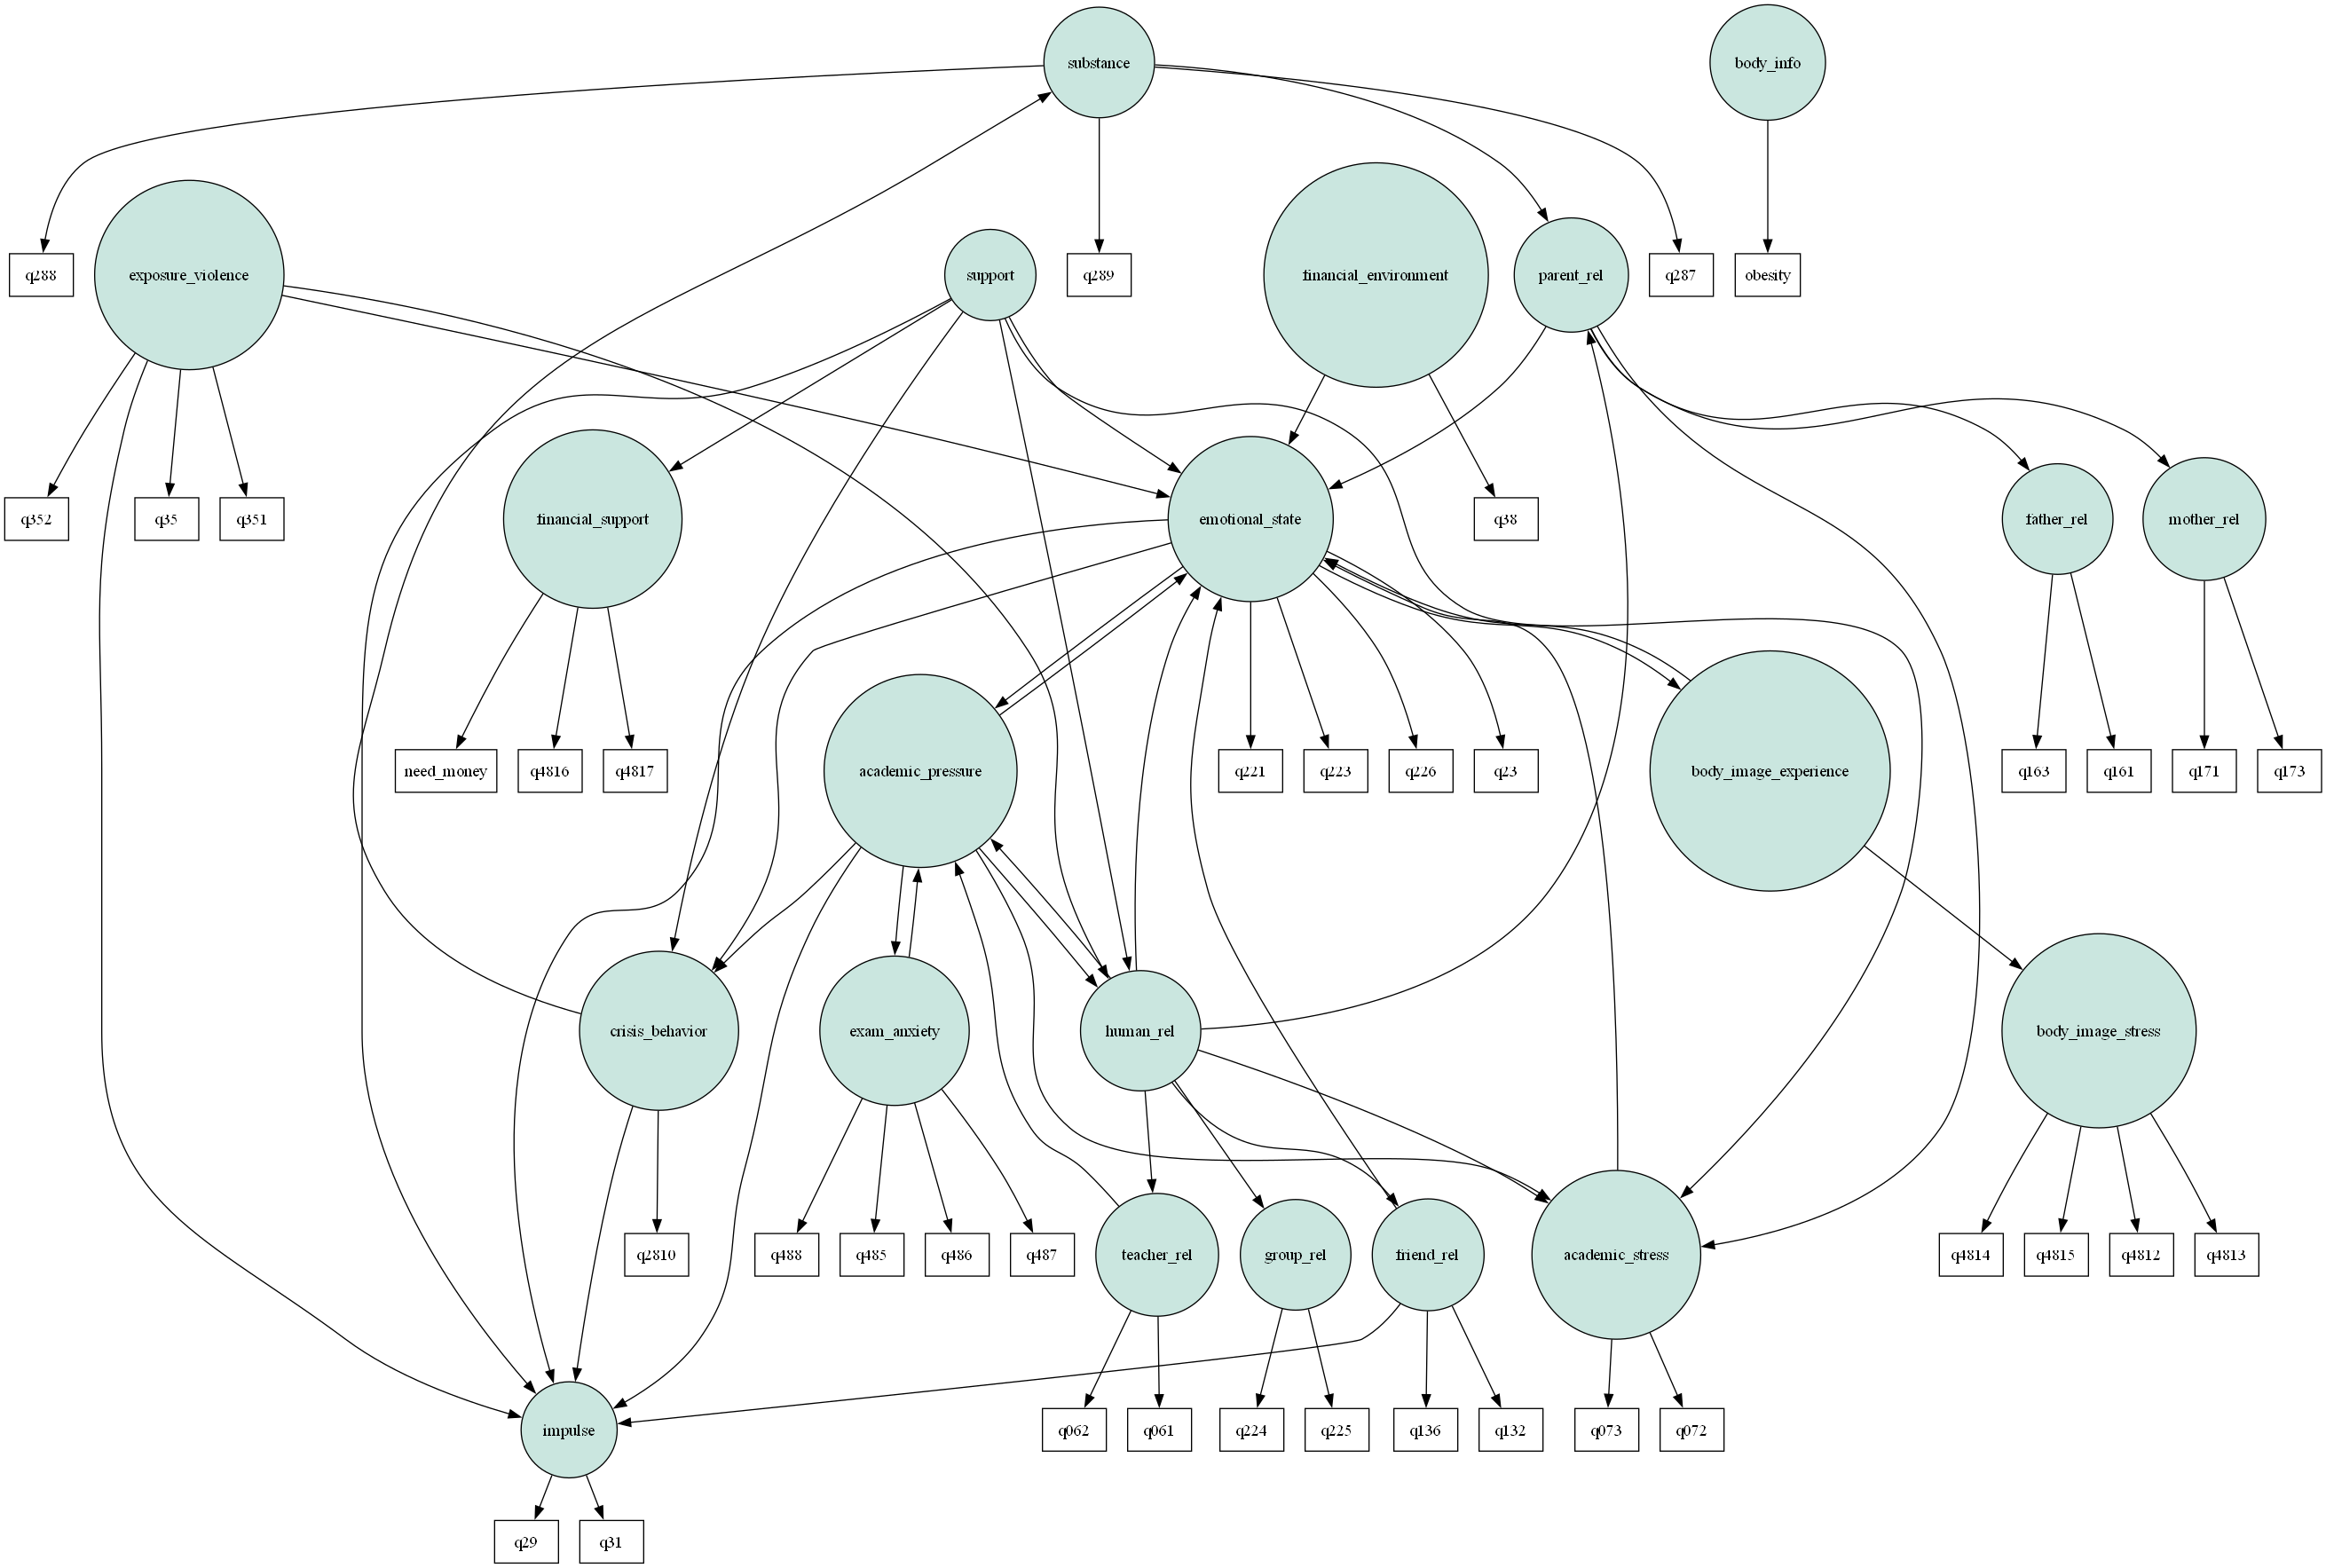 substance
body_info
q288
exposure_violence
support
q289
financial_environment
parent_rel
q287
obesity
q352
q35
q351
financial_support
emotional_state
q38
father_rel
mother_rel
need_money
q4816
q4817
academic_pressure
q221
q223
q226
q23
body_image_experience
q163
q161
q171
q173
crisis_behavior
exam_anxiety
human_rel
body_image_stress
q2810
q488
q485
q486
q487
teacher_rel
group_rel
friend_rel
academic_stress
q4814
q4815
q4812
q4813
impulse
q062
q061
q224
q225
q136
q132
q073
q072
q29
q31